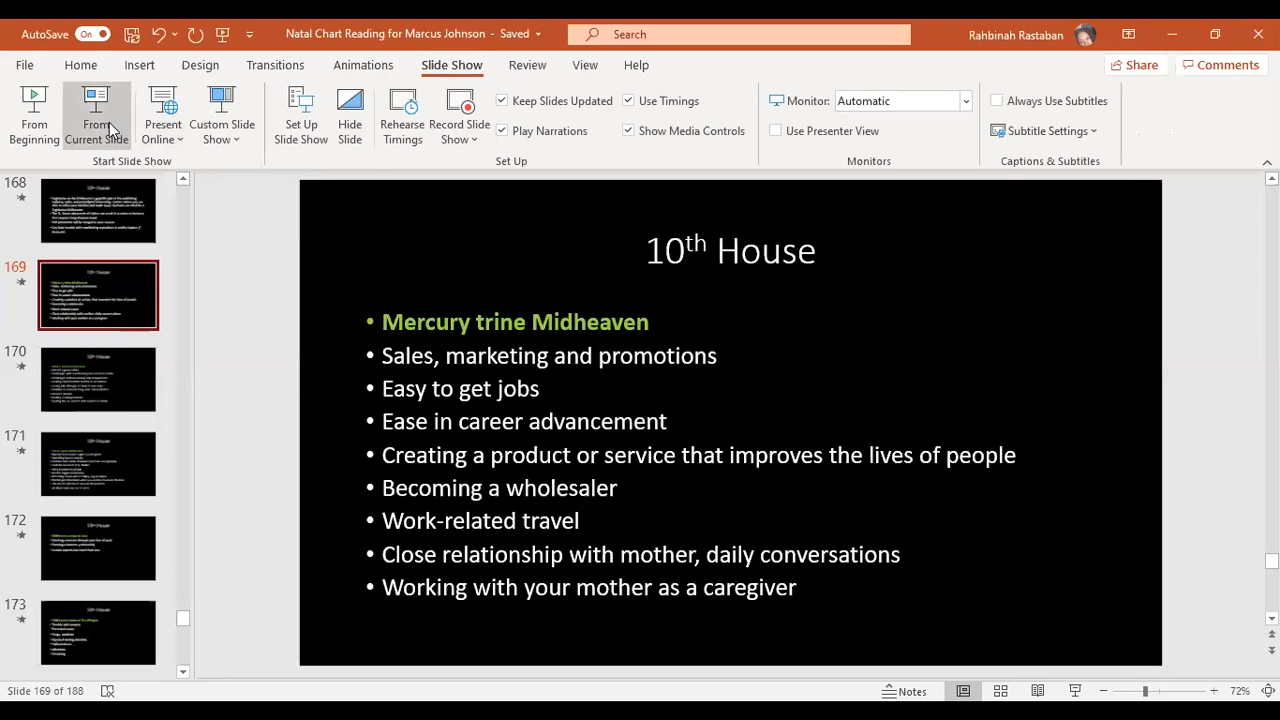 AutoSave On
Natal Chart Reading for Marcus Johnson - Saved
Search
Rahbinah Rastaban
File Home Insert Design Transitions Animations Slide Show Review View Help
Share Comments
From Beginning
From Current Slide
Present Online
Custom Slide Show
Set Up Slide Show
Hide Slide
Rehearse Timings
Record Slide Show
Keep Slides Updated
Play Narrations
Use Timings
Show Media Controls
Monitor: Automatic
Use Presenter View
Always Use Subtitles
Subtitle Settings
Start Slide Show
Set Up
Monitors
Captions & Subtitles
168
169
170
171
172
173
10th House
• Mercury trine Midheaven
• Sales, marketing and promotions
• Easy to get jobs
• Ease in career advancement
• Creating a product or service that improves the lives of people
• Becoming a wholesaler
• Work-related travel
• Close relationship with mother, daily conversations
• Working with your mother as a caregiver
Slide 169 of 188
Notes
72%